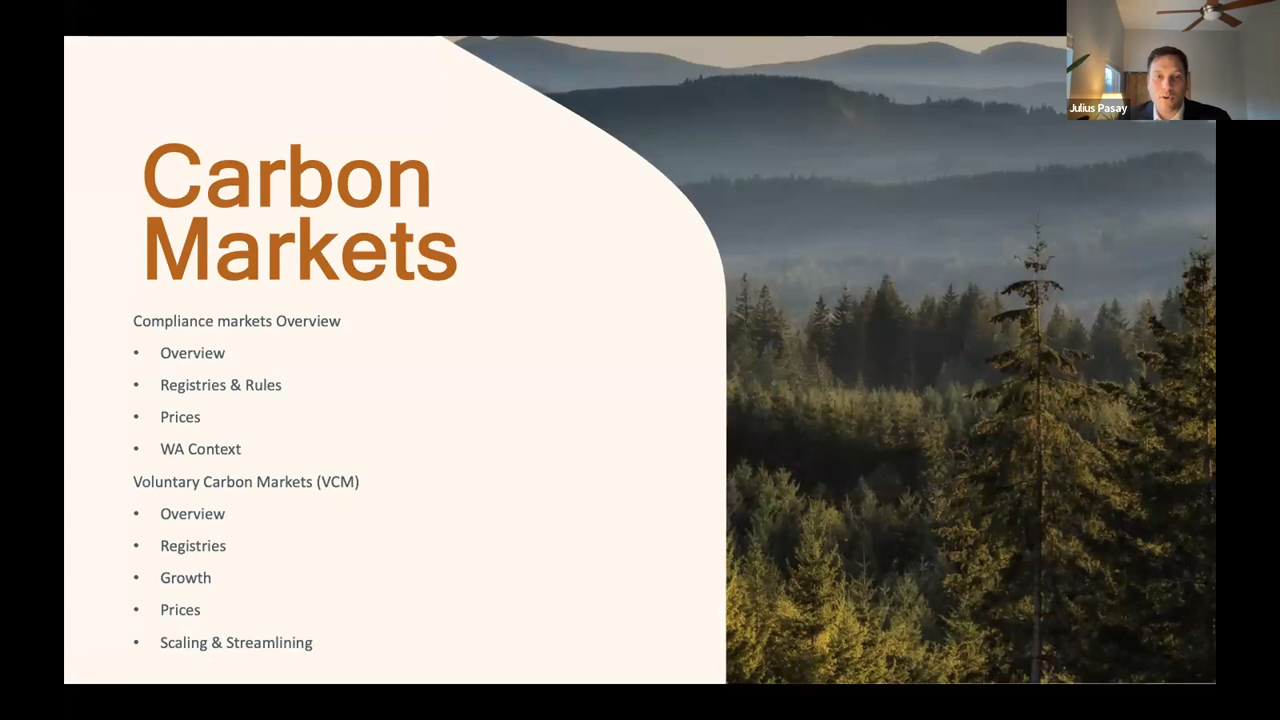 Carbon
Markets
Compliance markets Overview
• Overview
• Registries & Rules
• Prices
• WA Context
Voluntary Carbon Markets (VCM)
• Overview
• Registries
• Growth
• Prices
• Scaling & Streamlining
Julius Pasay